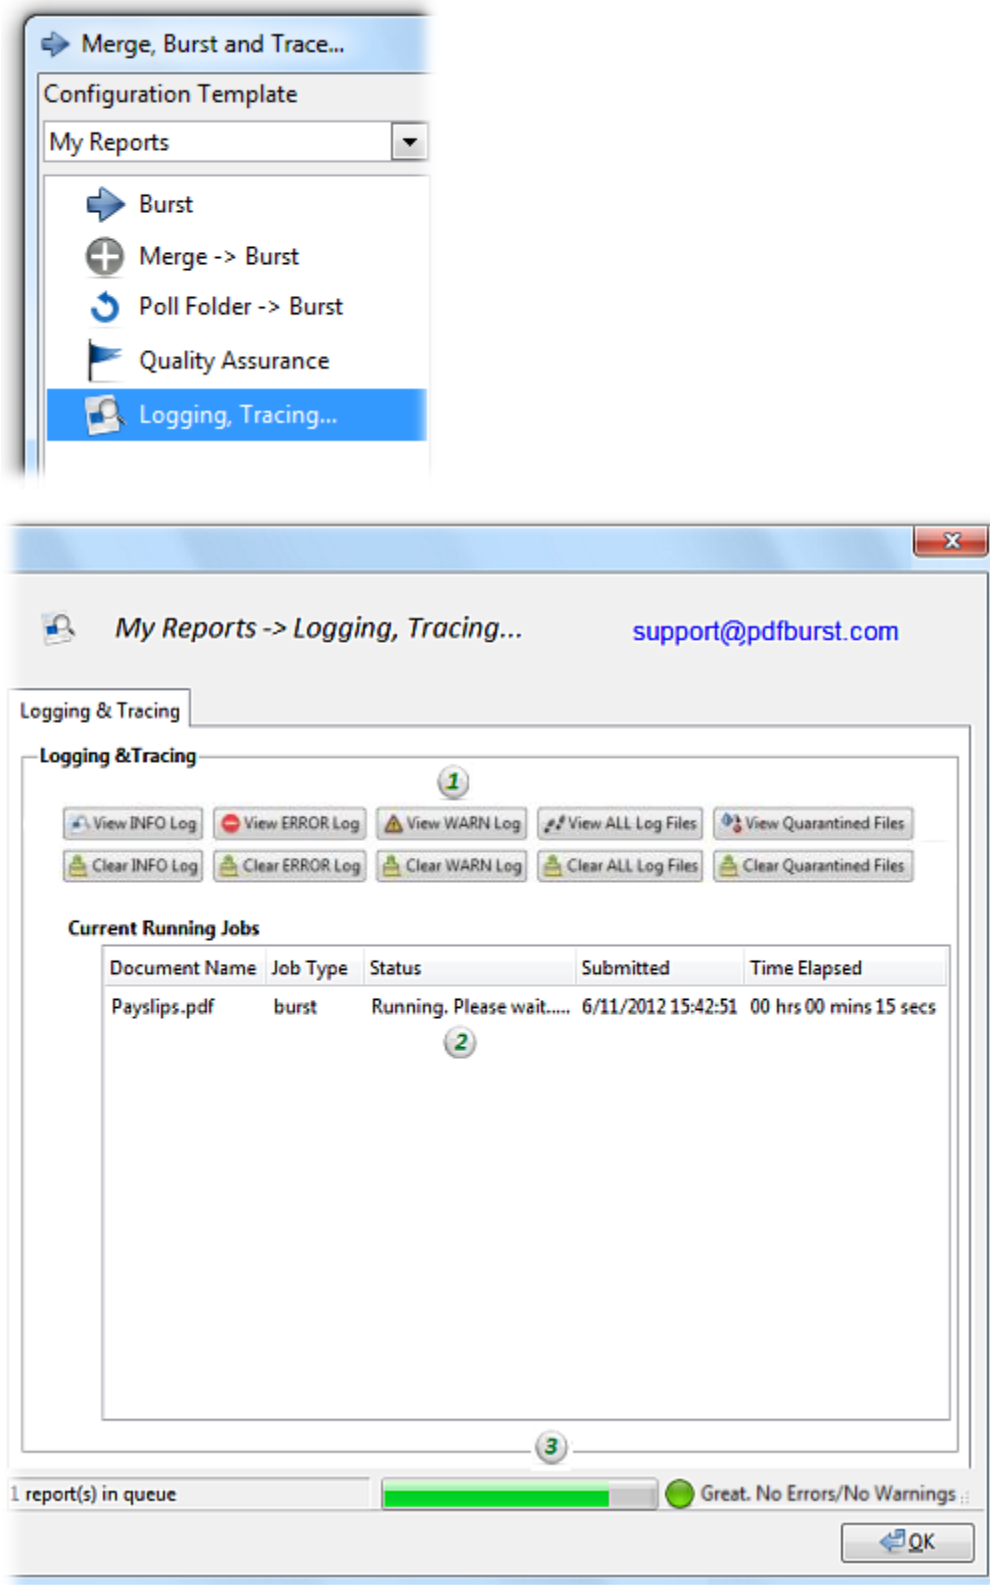 Merge, Burst and Trace...
Configuration Template
My Reports
Burst
Merge -> Burst
Poll Folder -> Burst
Quality Assurance
Logging, Tracing...
My Reports -> Logging, Tracing... support@pdfburst.com
Logging & Tracing
Logging &Tracing
1
View INFO Log View ERROR Log View WARN Log View ALL Log Files View Quarantined Files
Clear INFO Log Clear ERROR Log Clear WARN Log Clear ALL Log Files Clear Quarantined Files
Current Running Jobs
Document Name Job Type Status Submitted Time Elapsed
Payslips.pdf burst Running. Please wait..... 6/11/2012 15:42:51 00 hrs 00 mins 15 secs
2
3
1 report(s) in queue Great. No Errors/No Warnings
OK